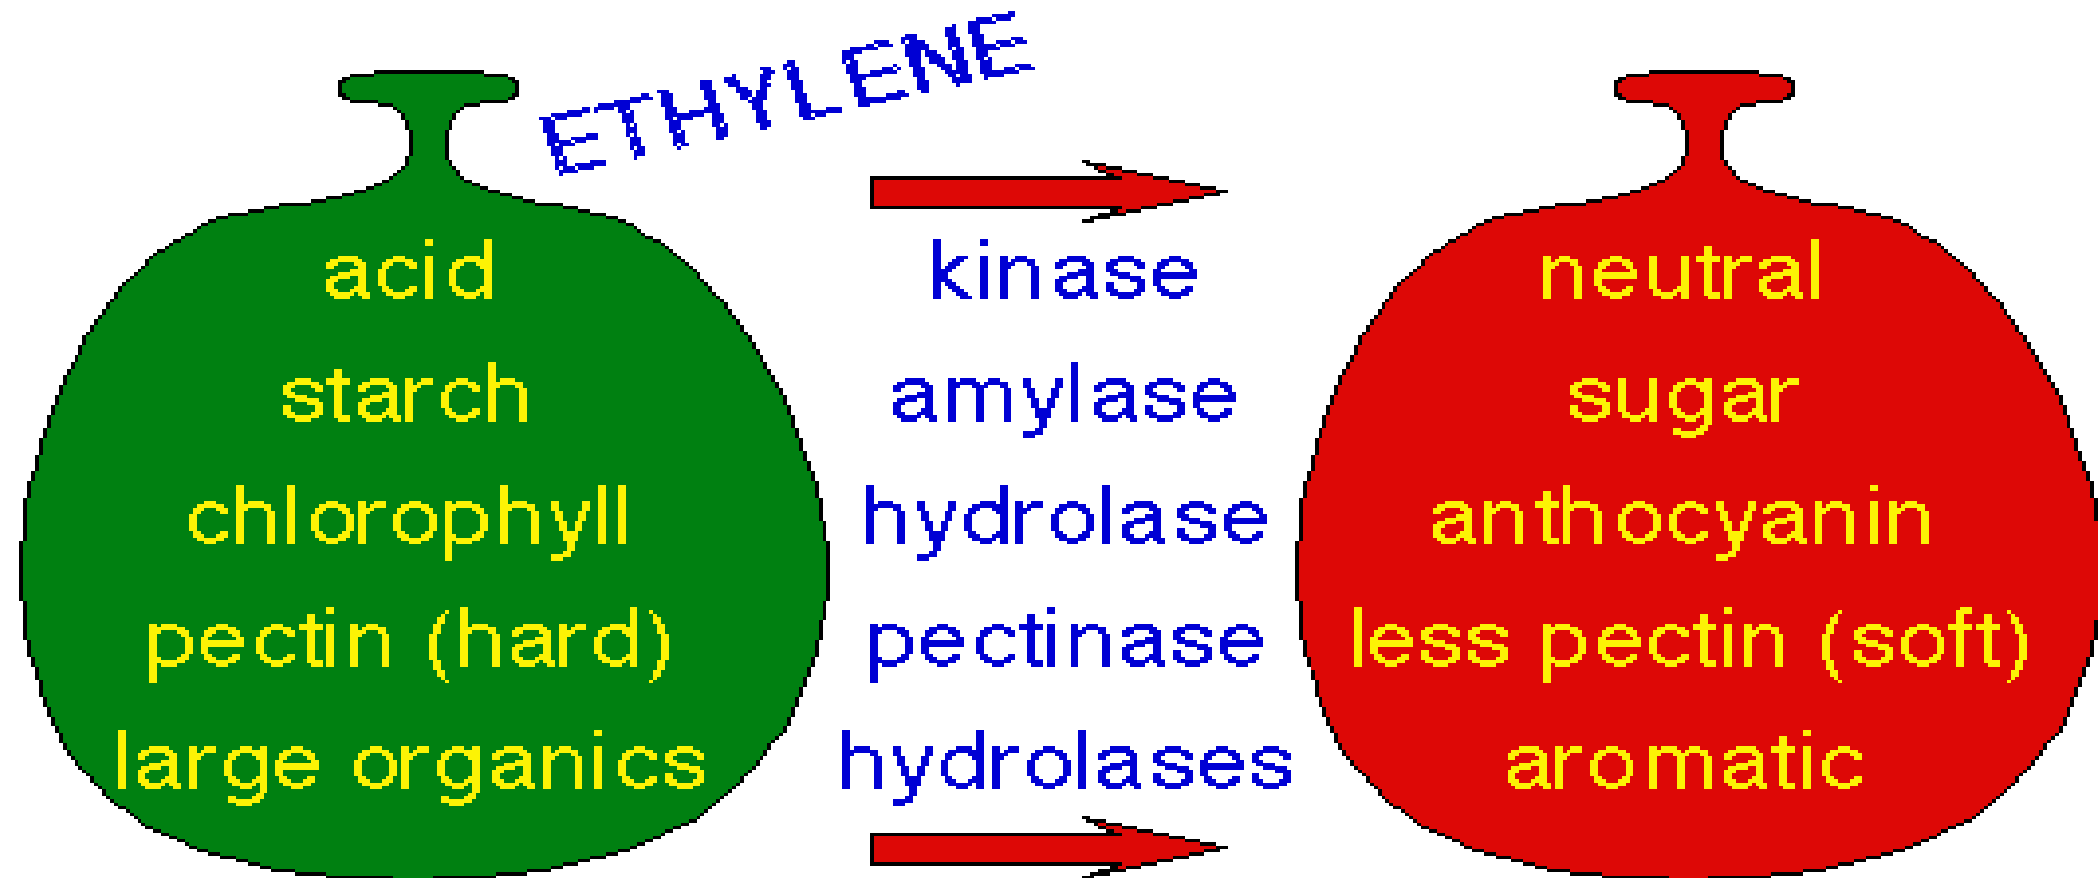 ETHYLENE
acid kinase neutral
starch amylase sugar
chlorophyll hydrolase anthocyanin
pectin (hard) pectinase less pectin (soft)
large organics hydrolases aromatic